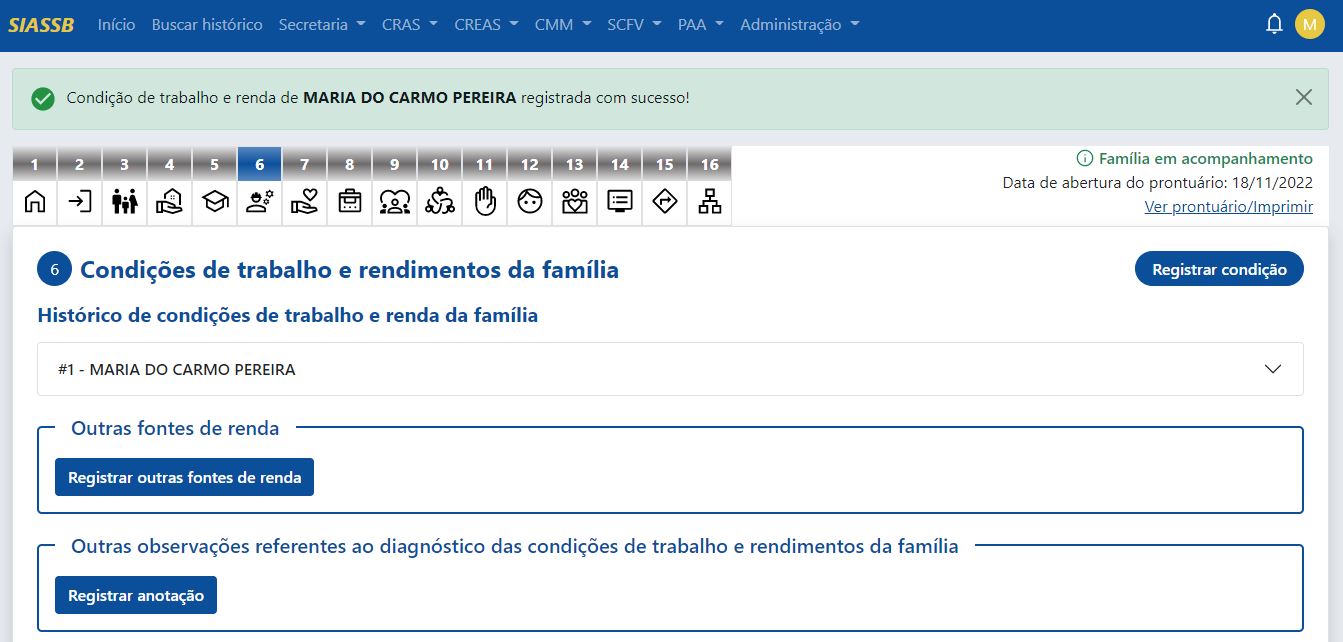 SIASSB Início Buscar histórico Secretaria CRAS CREAS CMM SCFV PAA Administração M
Condição de trabalho e renda de MARIA DO CARMO PEREIRA registrada com sucesso!
1 2 3 4 5 6 7 8 9 10 11 12 13 14 15 16
Família em acompanhamento
Data de abertura do prontuário: 18/11/2022
Ver prontuário/Imprimir
6 Condições de trabalho e rendimentos da família
Registrar condição
Histórico de condições de trabalho e renda da família
#1 - MARIA DO CARMO PEREIRA
Outras fontes de renda
Registrar outras fontes de renda
Outras observações referentes ao diagnóstico das condições de trabalho e rendimentos da família
Registrar anotação